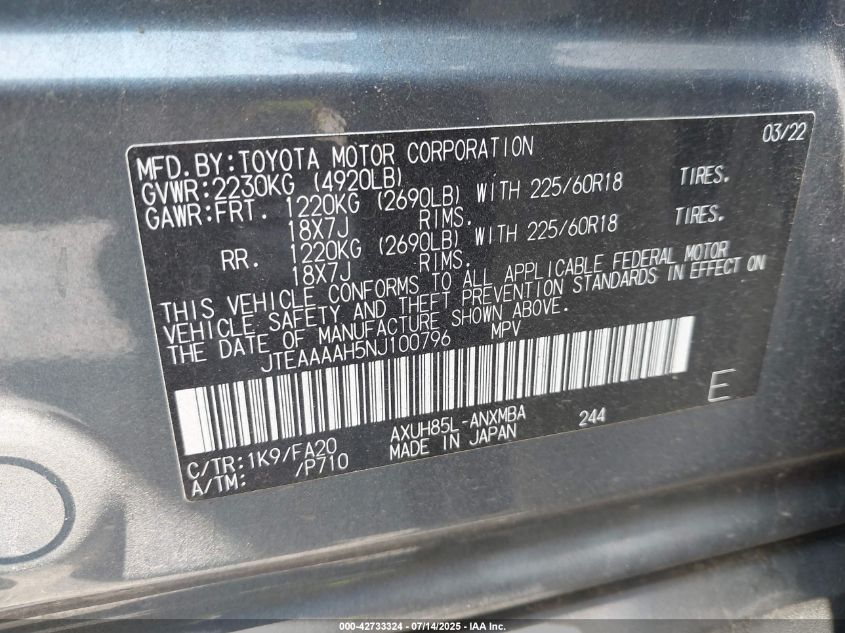 03/22
MFD.BY:TOYOTA MOTOR CORPORATION
GVWR:2230KG (4920LB)
GAWR:FRT. 1220KG (2690LB) WITH 225/60R18 TIRES.
18X7J RIMS.
RR. 1220KG (2690LB) WITH 225/60R18 TIRES.
18X7J RIMS.
THIS VEHICLE CONFORMS TO ALL APPLICABLE FEDERAL MOTOR
VEHICLE SAFETY AND THEFT PREVENTION STANDARDS IN EFFECT ON
THE DATE OF MANUFACTURE SHOWN ABOVE.
JTEAAAAH5NJ100796 MPV
E
C/TR:1K9/FA20 AXUH85L-ANXMBA 244
A/TM: /P710 MADE IN JAPAN
000-42733324 | 07/14/2025 - IAA Inc.